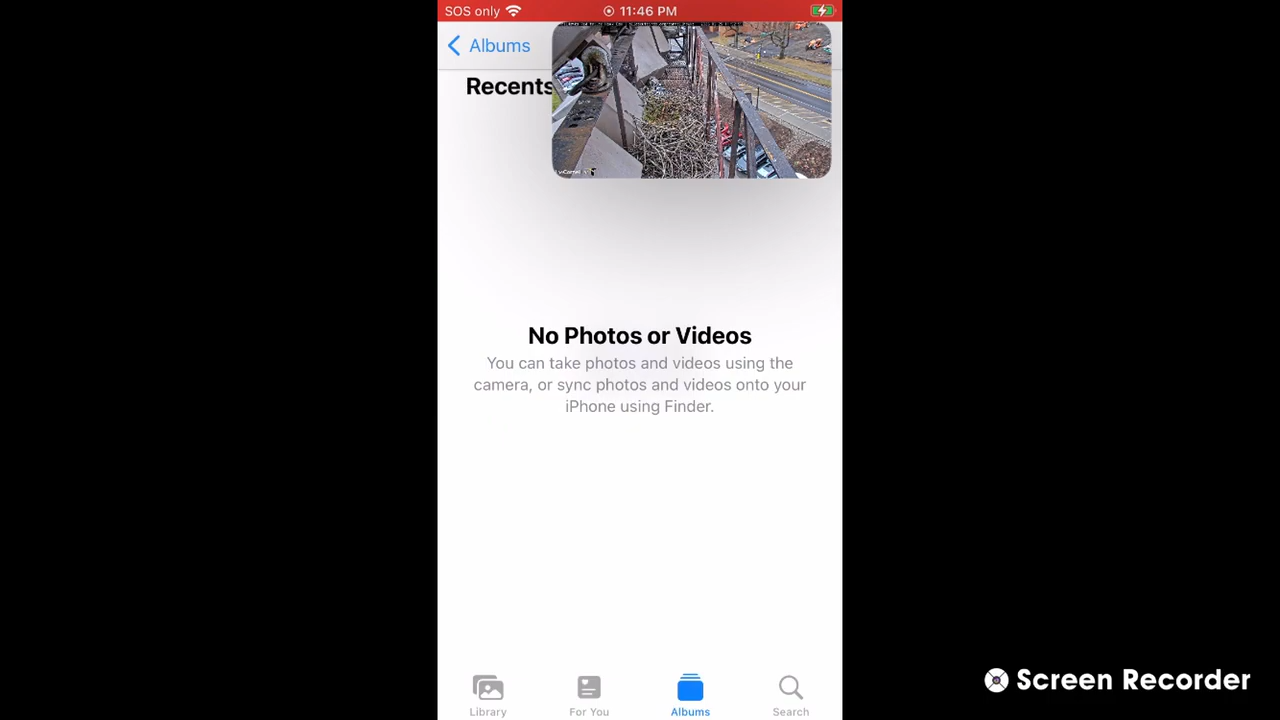 SOS only
11:46 PM
Albums
Recents
No Photos or Videos
You can take photos and videos using the
camera, or sync photos and videos onto your
iPhone using Finder.
Library
For You
Albums
Search
Screen Recorder